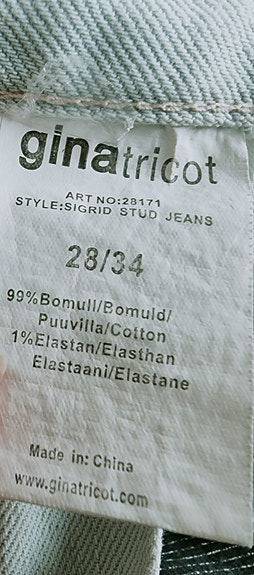 ginatricot
ART NO:28171
STYLE:SIGRID STUD JEANS
28/34
99%Bomull/Bomuld/
Puuvilla/Cotton
1%Elastan/Elasthan
Elastaani/Elastane
Made in: China
www.ginatricot.com